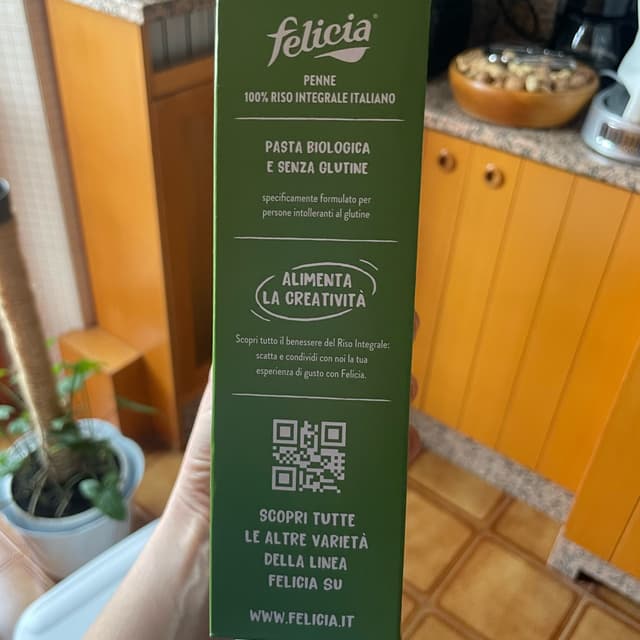 felicia
PENNE
100% RISO INTEGRALE ITALIANO
PASTA BIOLOGICA
E SENZA GLUTINE
specificamente formulato per
persone intolleranti al glutine
ALIMENTA
LA CREATIVITÀ
Scopri tutto il benessere del Riso Integrale:
scatta e condividi con noi la tua
esperienza di gusto con Felicia.
SCOPRI TUTTE
LE ALTRE VARIETÀ
DELLA LINEA
FELICIA SU
WWW.FELICIA.IT